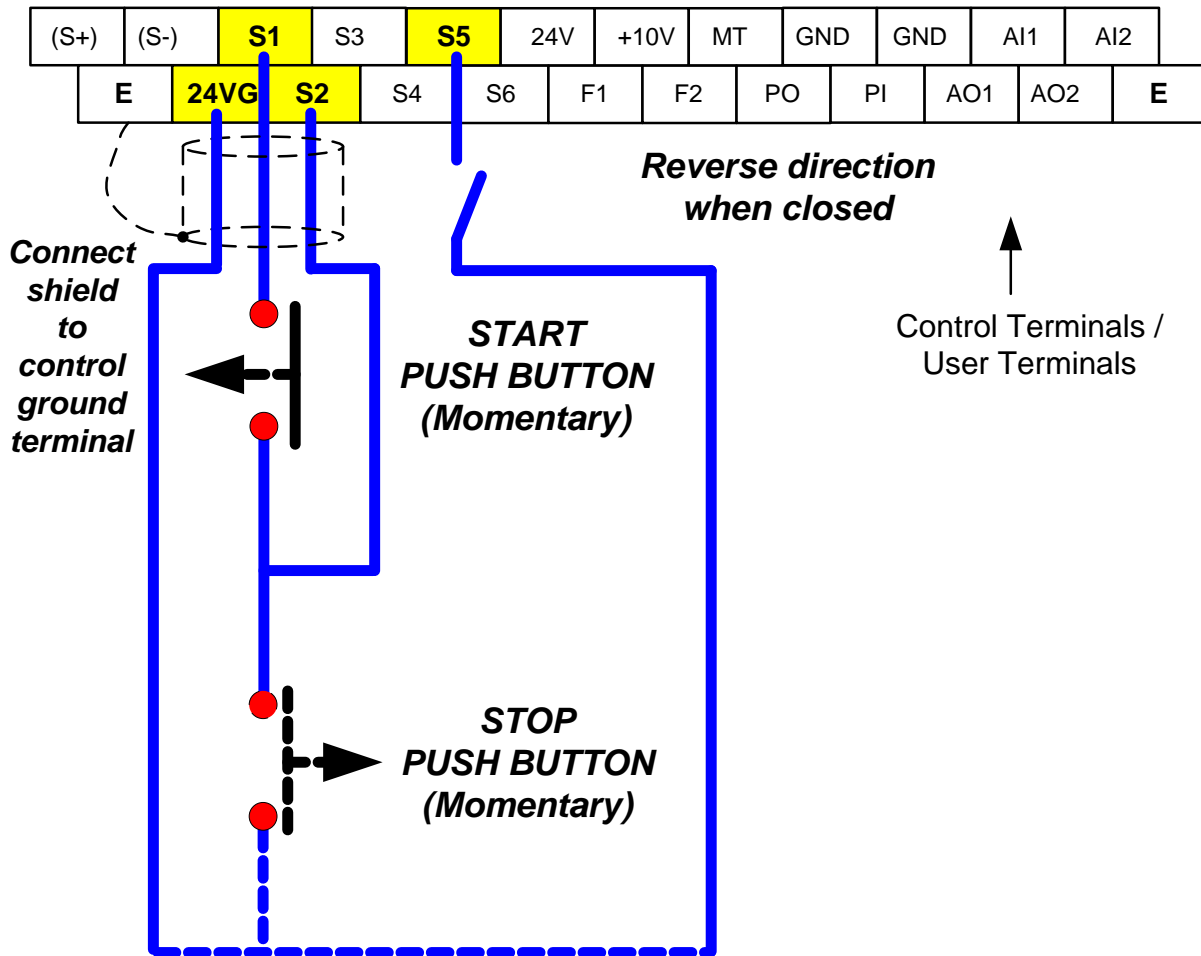 (S+) (S-) S1 S3 S5 24V +10V MT GND GND AI1 AI2
E 24VG S2 S4 S6 F1 F2 PO PI AO1 AO2 E
Reverse direction
when closed
Connect
shield
to
control
ground
terminal
Control Terminals /
User Terminals
START
PUSH BUTTON
(Momentary)
STOP
PUSH BUTTON
(Momentary)